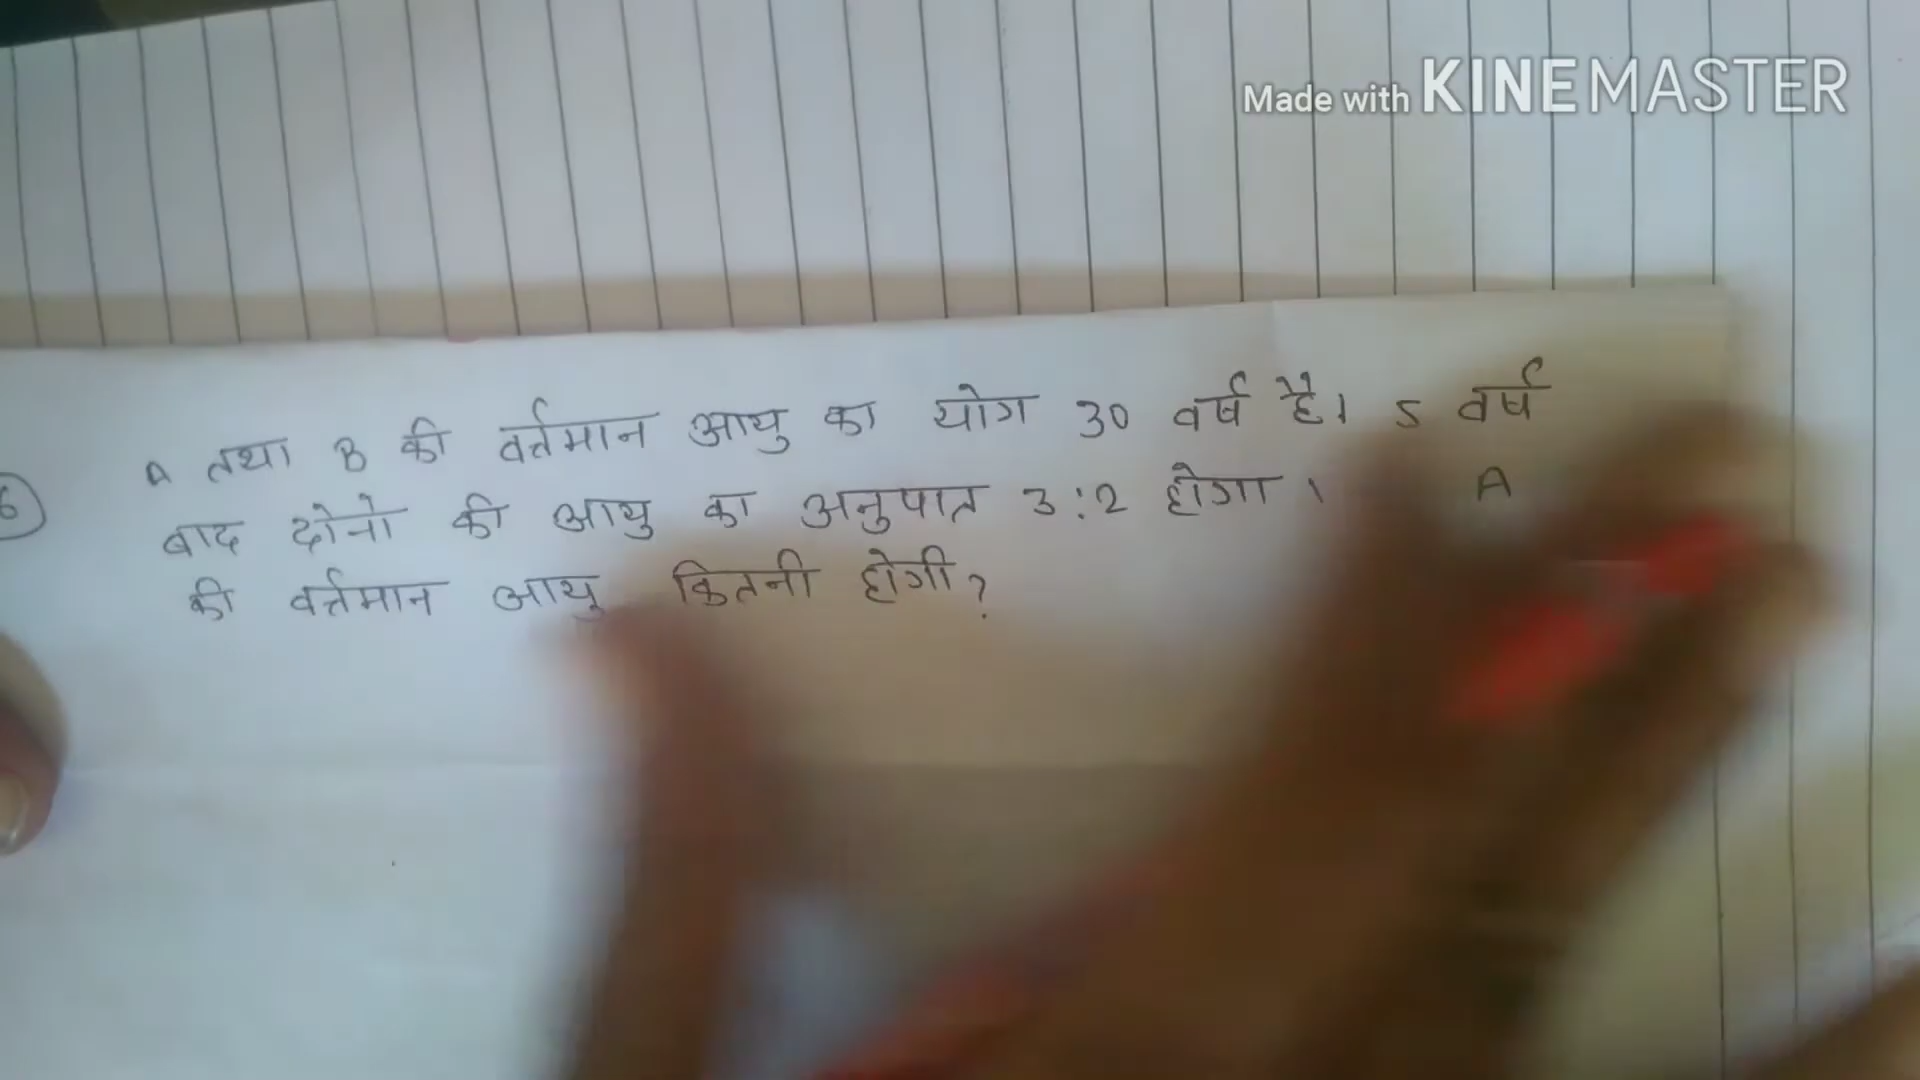 Made with KINEMASTER
6 A तथा B की वर्त्तमान आयु का योग 30 वर्ष है। 5 वर्ष
बाद दोनो की आयु का अनुपात 3:2 होगा । A
की वर्त्तमान आयु कितनी होगी?